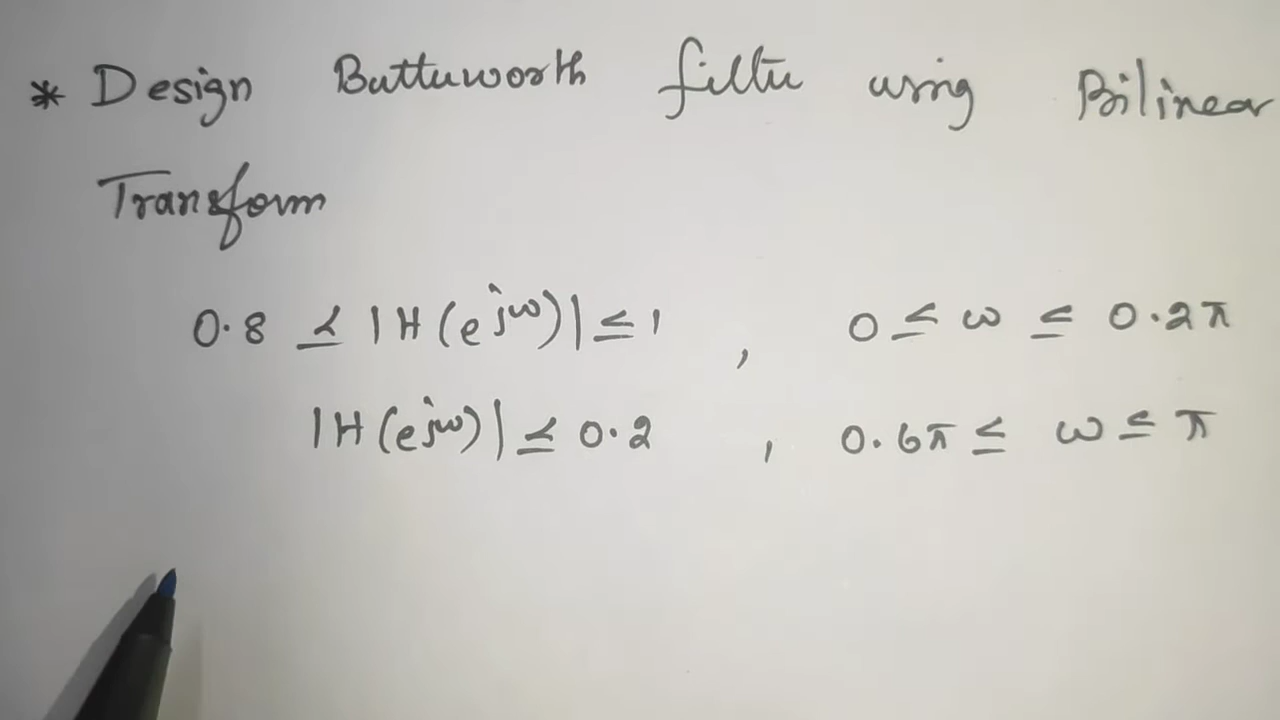 * Design Butterworth filter using Bilinear
Transform
0.8 ≤ |H(e^jω)| ≤ 1 , 0 ≤ ω ≤ 0.2π
|H(e^jω)| ≤ 0.2 , 0.6π ≤ ω ≤ π